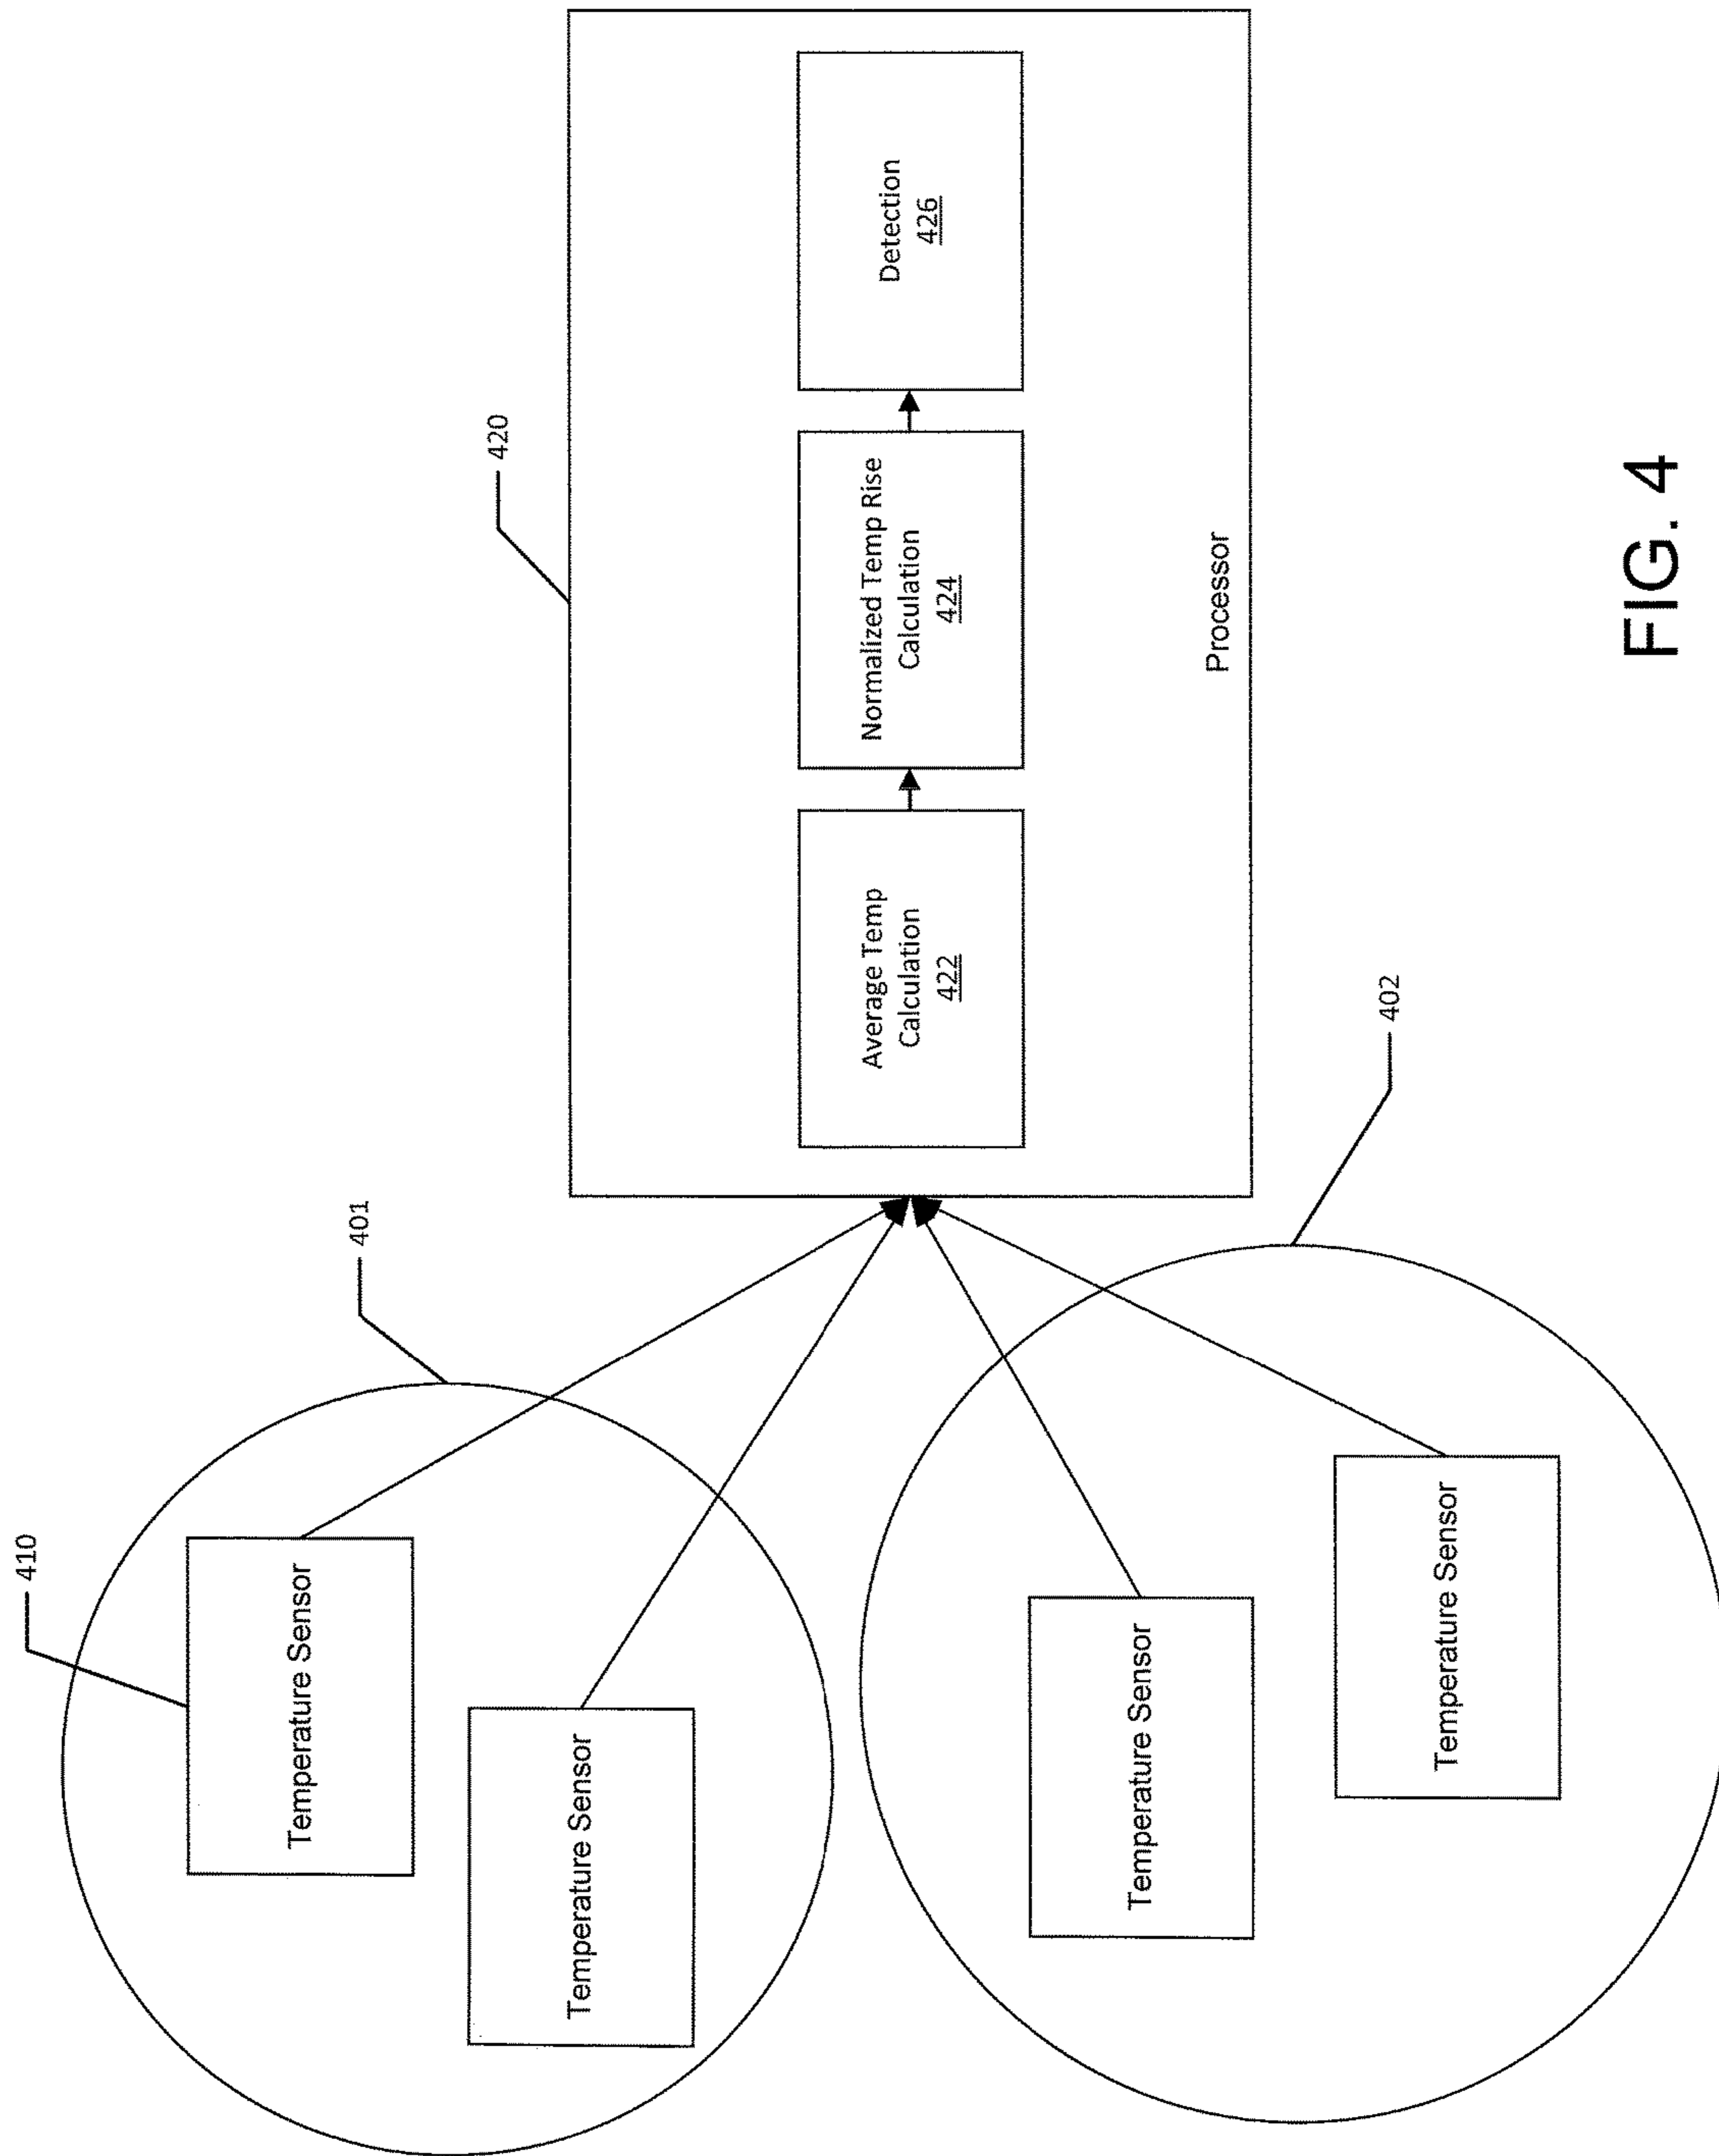 410
Temperature Sensor
Temperature Sensor
401
420
Average Temp
Calculation
422
Normalized Temp Rise
Calculation
424
Detection
426
Processor
Temperature Sensor
Temperature Sensor
402
FIG. 4